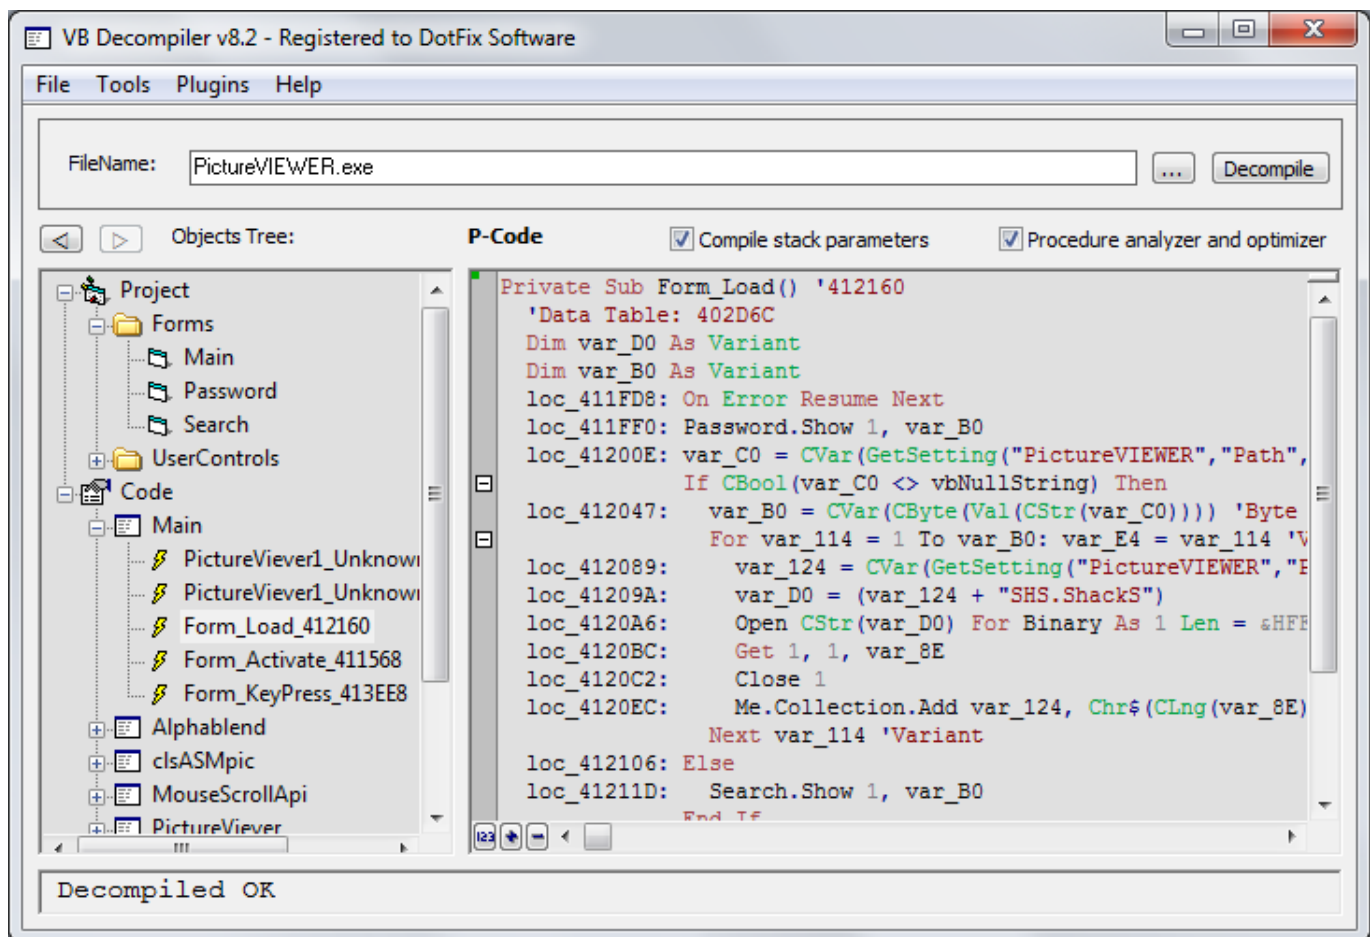 VB Decompiler v8.2 - Registered to DotFix Software
File Tools Plugins Help
FileName: PictureVIEWER.exe ... Decompile
Objects Tree: P-Code Compile stack parameters Procedure analyzer and optimizer
Project
Forms
Main
Password
Search
UserControls
Code
Main
PictureViever1_Unknown
PictureViever1_Unknown
Form_Load_412160
Form_Activate_411568
Form_KeyPress_413EE8
Alphablend
clsASMpic
MouseScrollApi
PictureViever
Private Sub Form_Load() '412160
'Data Table: 402D6C
Dim var_D0 As Variant
Dim var_B0 As Variant
loc_411FD8: On Error Resume Next
loc_411FF0: Password.Show 1, var_B0
loc_41200E: var_C0 = CVar(GetSetting("PictureVIEWER","Path",
If CBool(var_C0 <> vbNullString) Then
loc_412047: var_B0 = CVar(CByte(Val(CStr(var_C0)))) 'Byte
For var_114 = 1 To var_B0: var_E4 = var_114 'V
loc_412089: var_124 = CVar(GetSetting("PictureVIEWER","P
loc_41209A: var_D0 = (var_124 + "SHS.ShackS")
loc_4120A6: Open CStr(var_D0) For Binary As 1 Len = &HFF
loc_4120BC: Get 1, 1, var_8E
loc_4120C2: Close 1
loc_4120EC: Me.Collection.Add var_124, Chr$(CLng(var_8E)
Next var_114 'Variant
loc_412106: Else
loc_41211D: Search.Show 1, var_B0
End If
123
Decompiled OK